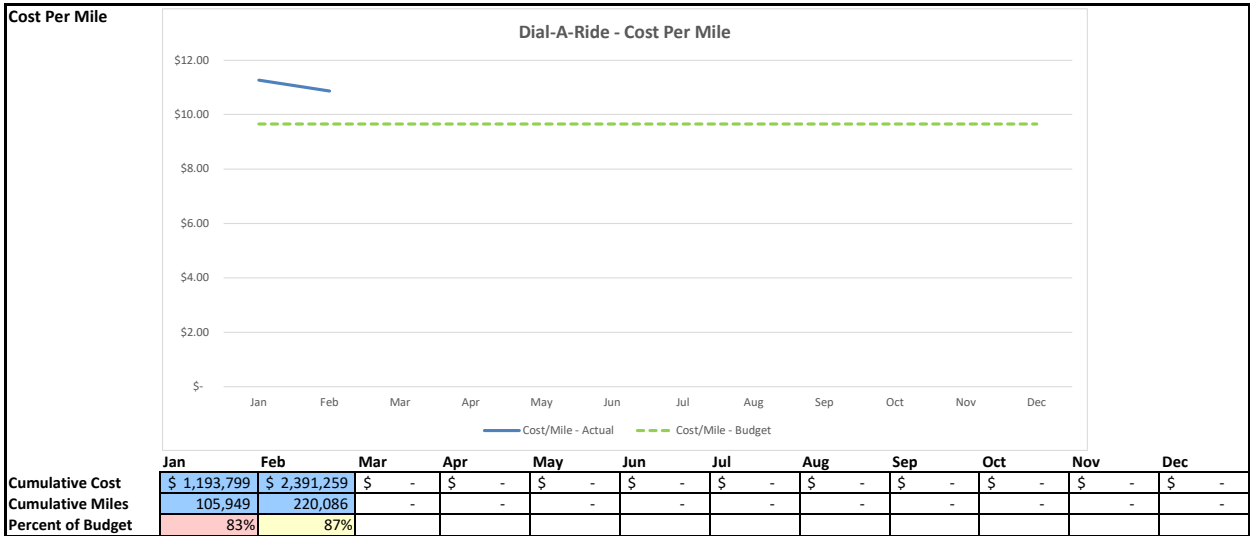 Cost Per Mile
Dial-A-Ride - Cost Per Mile
$12.00
$10.00
$8.00
$6.00
$4.00
$2.00
$-
Jan Feb Mar Apr May Jun Jul Aug Sep Oct Nov Dec
Cost/Mile - Actual Cost/Mile - Budget
Jan Feb Mar Apr May Jun Jul Aug Sep Oct Nov Dec
Cumulative Cost $ 1,193,799 $ 2,391,259 $ - $ - $ - $ - $ - $ - $ - $ - $ - $ -
Cumulative Miles 105,949 220,086 - - - - - - - - - -
Percent of Budget 83% 87%